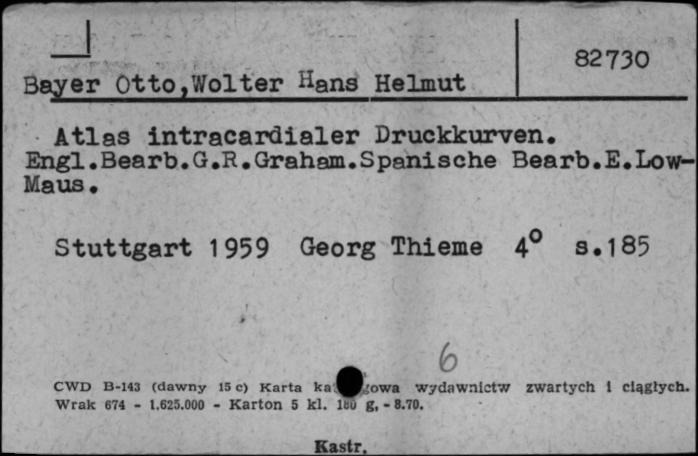 82730
Bayer Otto,Wolter Hans Helmut
Atlas intracardialer Druckkurven.
Engl.Bearb.G.R.Graham.Spanische Bearb.E.Low-
Maus.
Stuttgart 1959 Georg Thieme 4° s.185
6
CWD B-143 (dawny 15 c) Karta wydawnictw zwartych i ciągłych.
Wrak 674 - 1.625.000 - Karton 5 kl. 180 g, - 8.70.
Kastr.